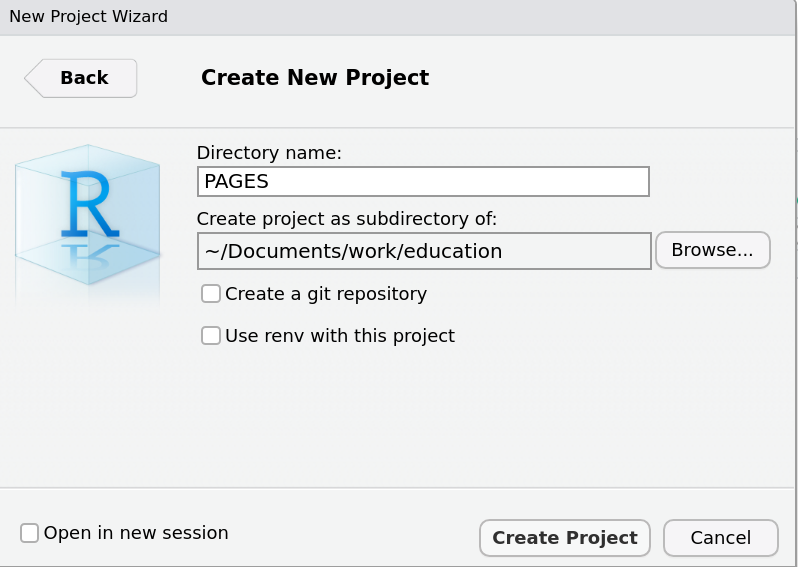 New Project Wizard
Back
Create New Project
R
Directory name:
PAGES
Create project as subdirectory of:
~/Documents/work/education
Browse...
Create a git repository
Use renv with this project
Open in new session
Create Project
Cancel